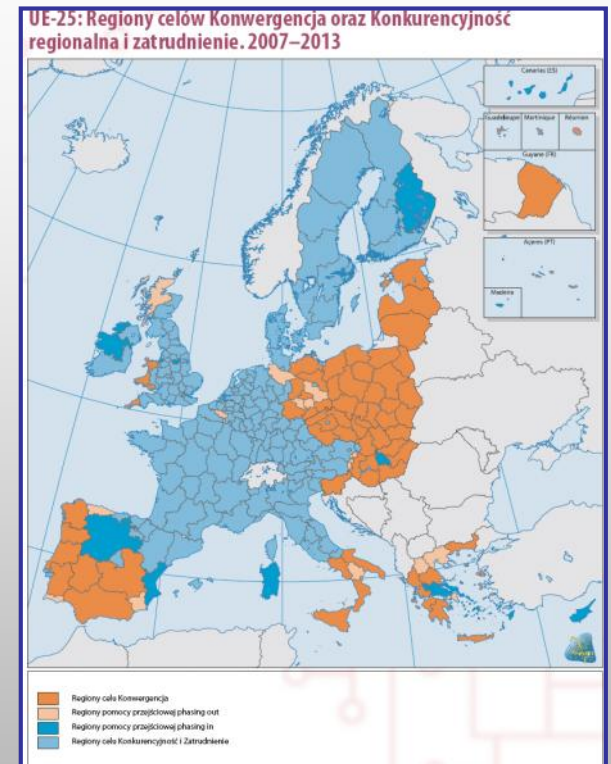 UE-25: Regiony celów Konwergencja oraz Konkurencyjność
regionalna i zatrudnienie. 2007–2013
Canarias (ES)
Guadeloupe Martinique Réunion
Guyane (FR)
Açores (PT)
Madeira
Regiony celu Konwergencja
Regiony pomocy przejściowej phasing out
Regiony pomocy przejściowej phasing in
Regiony celu Konkurencyjność i Zatrudnienie